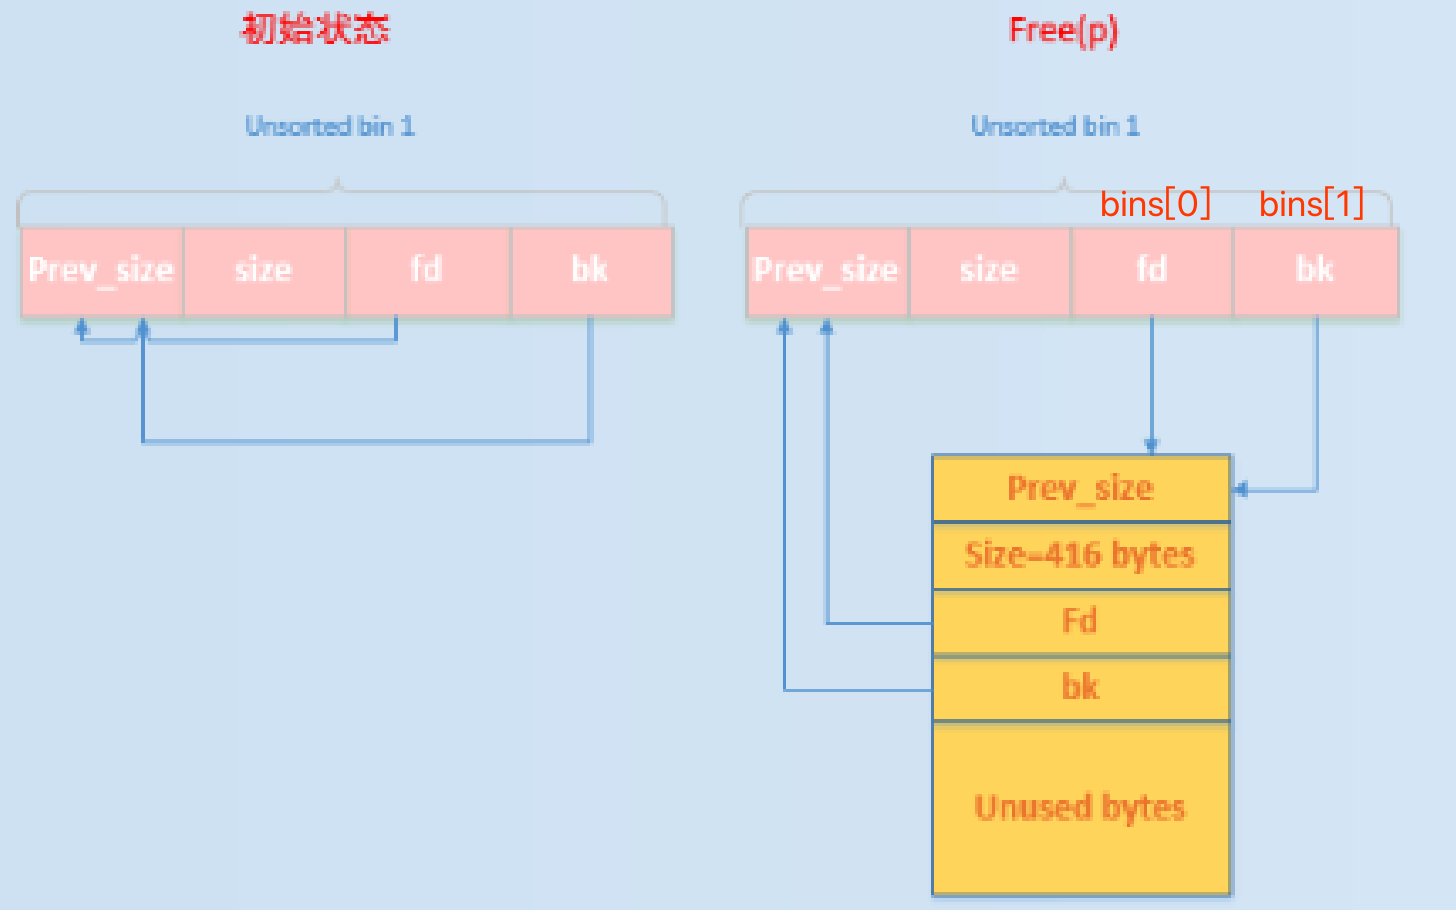 初始状态
Unsorted bin 1
Prev_size size fd bk
Free(p)
Unsorted bin 1
bins[0] bins[1]
Prev_size size fd bk
Prev_size
Size=416 bytes
Fd
bk
Unused bytes